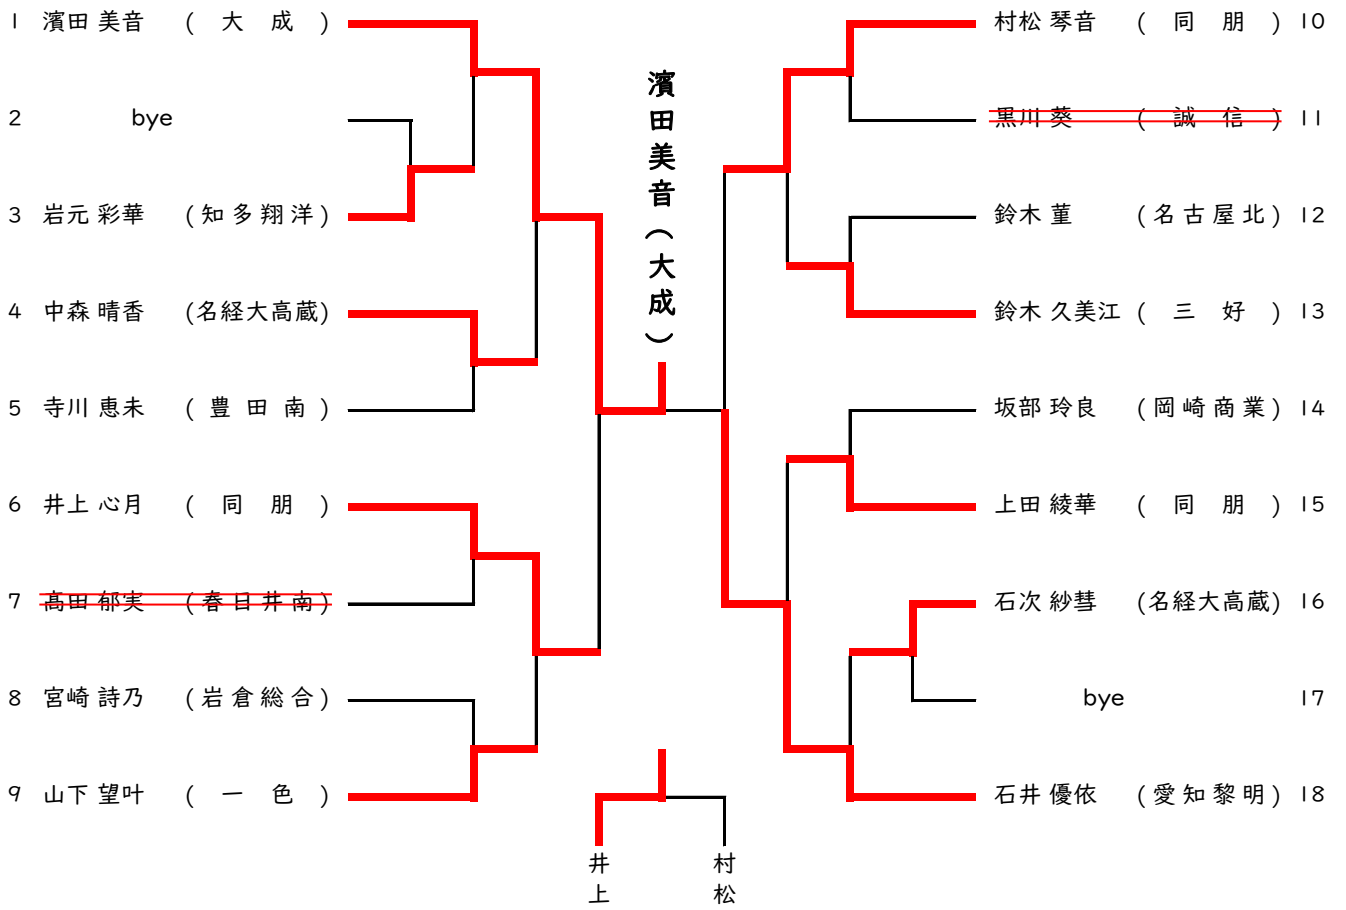 1 濱田 美音 ( 大 成 )
2 bye
3 岩元 彩華 (知多翔洋)
4 中森 晴香 (名経大高蔵)
5 寺川 恵未 ( 豊 田 南 )
6 井上 心月 ( 同 朋 )
7 髙田 郁実 (春日井南)
8 宮崎 詩乃 (岩倉総合)
9 山下 望叶 ( 一 色 )
濱田美音(大成)
村松 琴音 ( 同 朋 ) 10
黒川 葵 ( 誠 信 ) 11
鈴木 菫 (名古屋北) 12
鈴木 久美江 ( 三 好 ) 13
坂部 玲良 (岡崎商業) 14
上田 綾華 ( 同 朋 ) 15
石次 紗彗 (名経大高蔵) 16
bye 17
石井 優依 (愛知黎明) 18
井上
村松